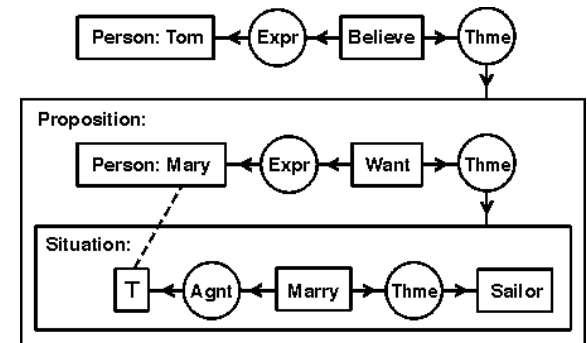 Person: Tom Expr Believe Thme
Proposition:
Person: Mary Expr Want Thme
Situation:
T Agnt Marry Thme Sailor